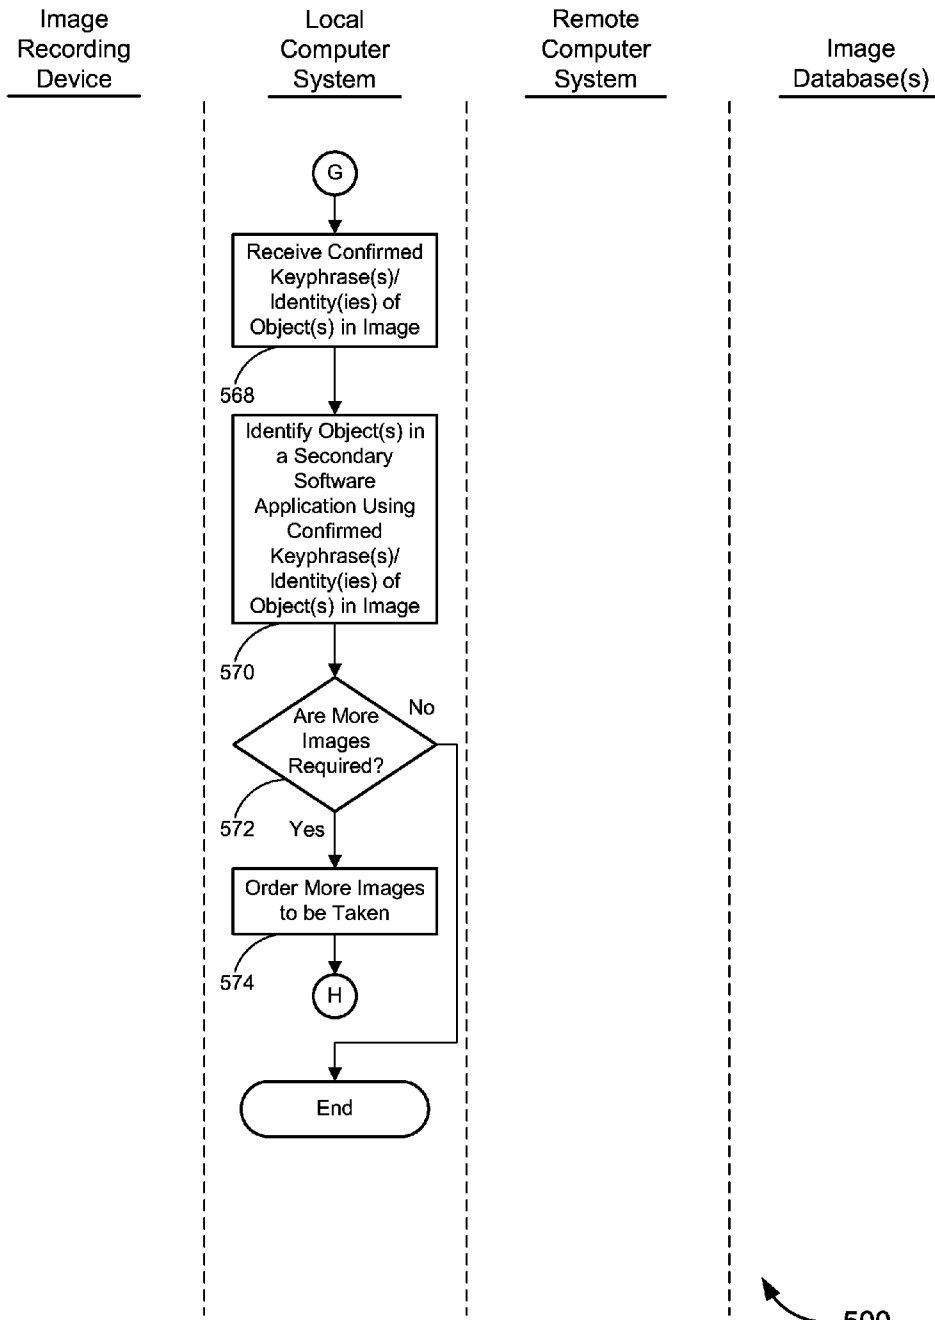 Image
Recording
Device
Local
Computer
System
Remote
Computer
System
Image
Database(s)
G
Receive Confirmed
Keyphrase(s)/
Identity(ies) of
Object(s) in Image
568
Identify Object(s) in
a Secondary
Software
Application Using
Confirmed
Keyphrase(s)/
Identity(ies) of
Object(s) in Image
570
Are More
Images
Required?
No
572
Yes
Order More Images
to be Taken
574
H
End